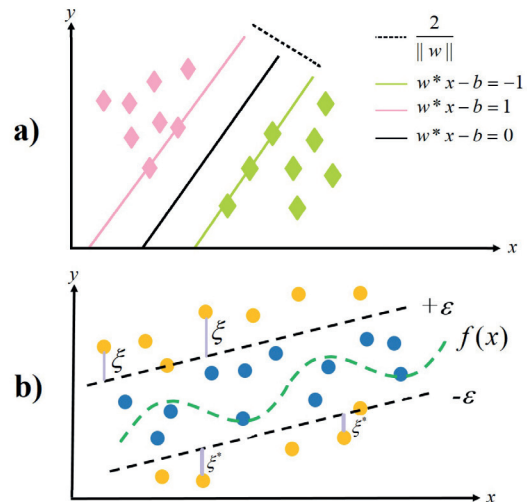 a)
y
x
2
|| w ||
w* x – b = –1
w* x – b = 1
w* x – b = 0
b)
y
x
ξ
ξ
+ε
f(x)
-ε
ξ*
ξ*